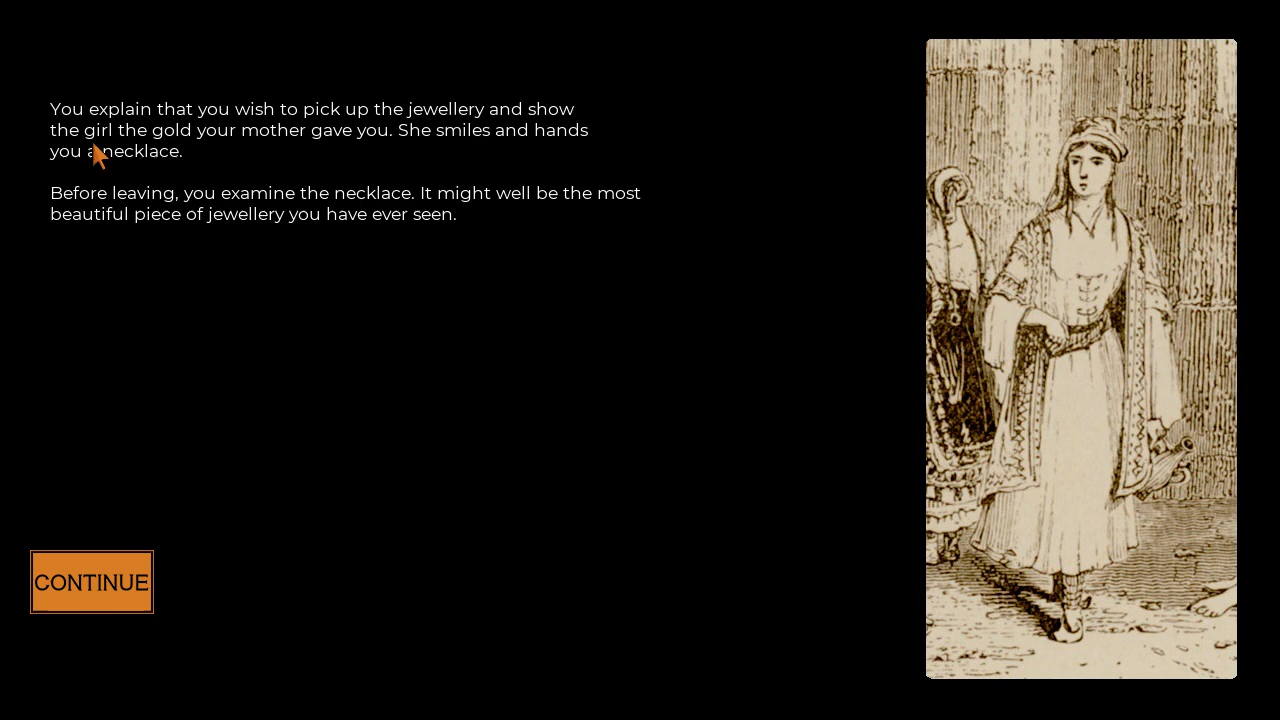 You explain that you wish to pick up the jewellery and show
the girl the gold your mother gave you. She smiles and hands
you a necklace.
Before leaving, you examine the necklace. It might well be the most
beautiful piece of jewellery you have ever seen.
CONTINUE